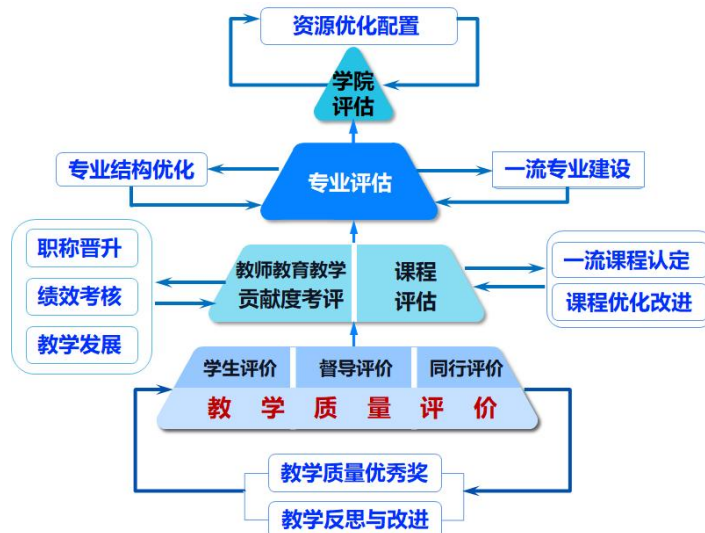 资源优化配置
学院
评估
专业结构优化
专业评估
一流专业建设
职称晋升
绩效考核
教学发展
教师教育教学
贡献度考评
课程
评估
一流课程认定
课程优化改进
学生评价
督导评价
同行评价
教学质量评价
教学质量优秀奖
教学反思与改进